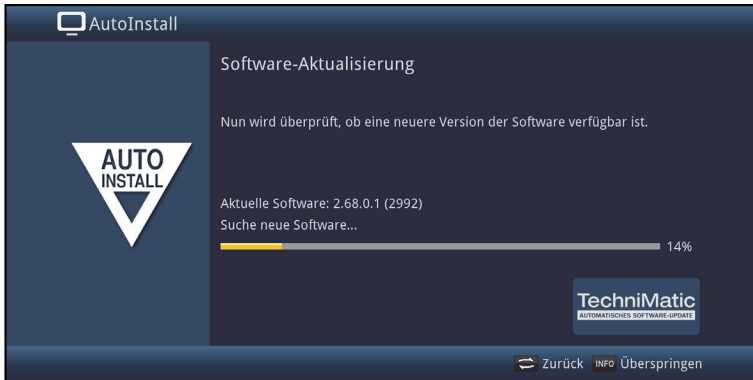 AutoInstall
Software-Aktualisierung
Nun wird überprüft, ob eine neuere Version der Software verfügbar ist.
AUTO
INSTALL
Aktuelle Software: 2.68.0.1 (2992)
Suche neue Software...
14%
TechniMatic
AUTOMATISCHES SOFTWARE-UPDATE
Zurück INFO Überspringen